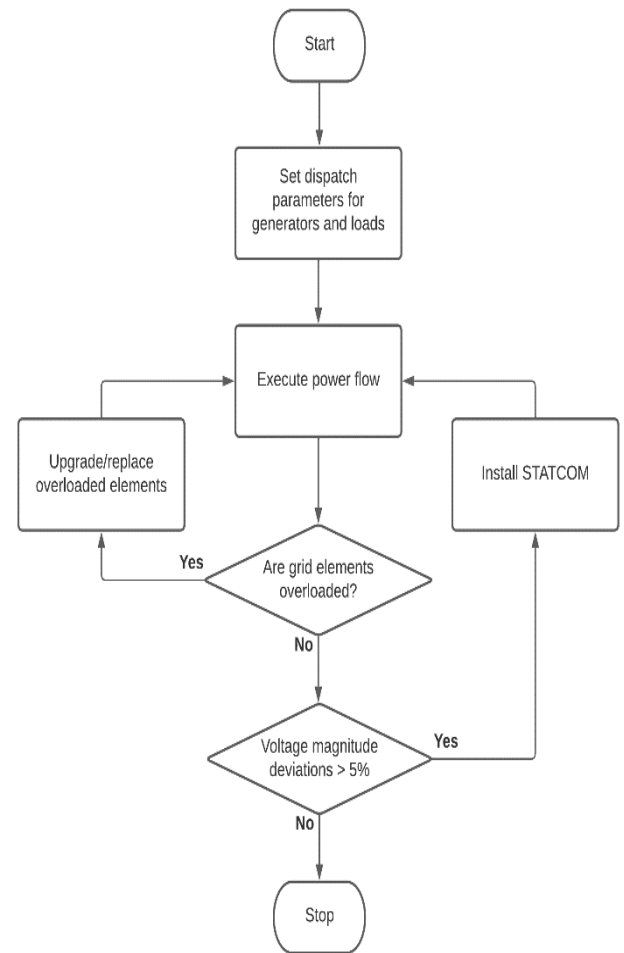 Start
Set dispatch
parameters for
generators and loads
Execute power flow
Upgrade/replace
overloaded elements
Install STATCOM
Yes
Are grid elements
overloaded?
No
Voltage magnitude
deviations > 5%
Yes
No
Stop